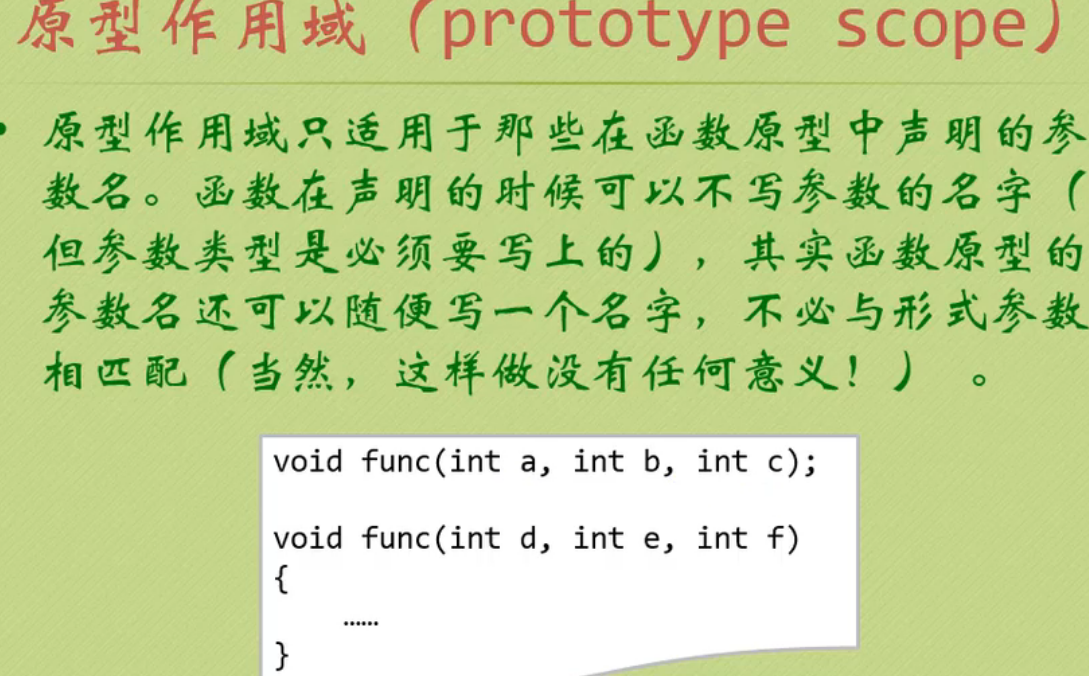 原型作用域（prototype scope）
• 原型作用域只适用于那些在函数原型中声明的参
数名。函数在声明的时候可以不写参数的名字（
但参数类型是必须要写上的），其实函数原型的
参数名还可以随便写一个名字，不必与形式参数
相匹配（当然，这样做没有任何意义！）。
void func(int a, int b, int c);
void func(int d, int e, int f)
{
……
}